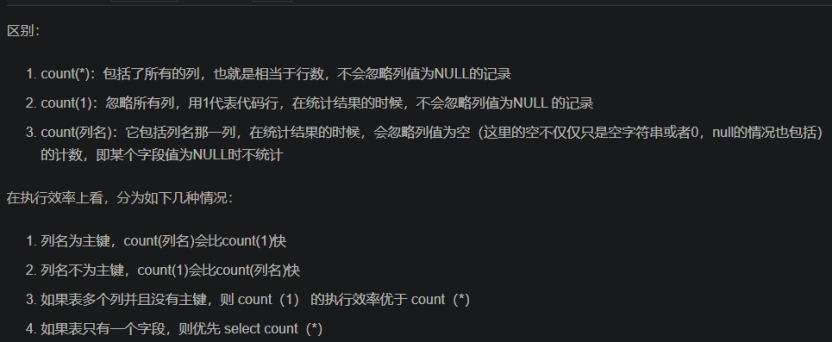 区别：
1. count(*)：包括了所有的列，也就是相当于行数，不会忽略列值为NULL的记录
2. count(1)：忽略所有列，用1代表代码行，在统计结果的时候，不会忽略列值为NULL 的记录
3. count(列名)：它包括列名那一列，在统计结果的时候，会忽略列值为空（这里的空不仅仅只是空字符串或者0，null的情况也包括）
的计数，即某个字段值为NULL时不统计
在执行效率上看，分为如下几种情况：
1. 列名为主键，count(列名)会比count(1)快
2. 列名不为主键，count(1)会比count(列名)快
3. 如果表多个列并且没有主键，则 count（1） 的执行效率优于 count（*）
4. 如果表只有一个字段，则优先 select count（*）